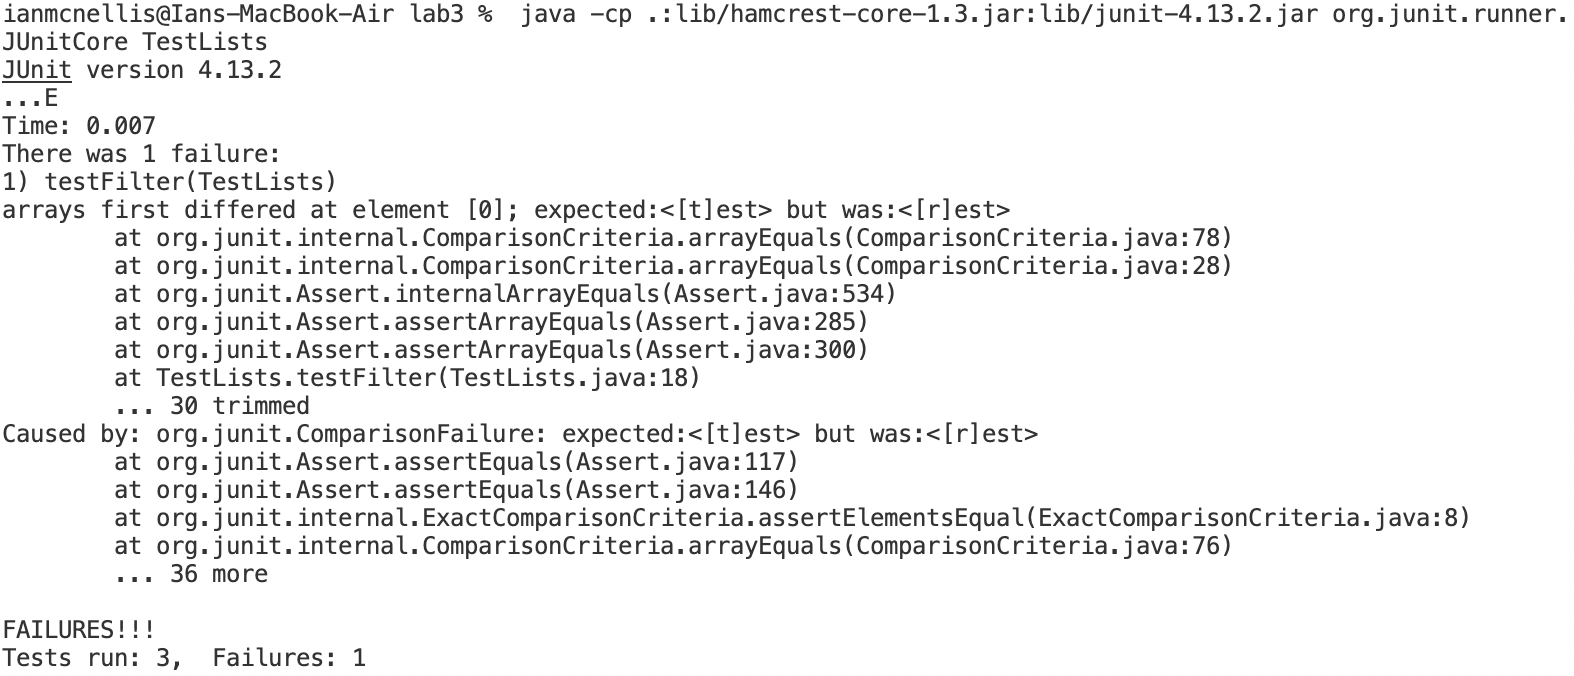 ianmcnellis@Ians-MacBook-Air lab3 %  java -cp .:lib/hamcrest-core-1.3.jar:lib/junit-4.13.2.jar org.junit.runner.
JUnitCore TestLists
JUnit version 4.13.2
...E
Time: 0.007
There was 1 failure:
1) testFilter(TestLists)
arrays first differed at element [0]; expected:<[t]est> but was:<[r]est>
        at org.junit.internal.ComparisonCriteria.arrayEquals(ComparisonCriteria.java:78)
        at org.junit.internal.ComparisonCriteria.arrayEquals(ComparisonCriteria.java:28)
        at org.junit.Assert.internalArrayEquals(Assert.java:534)
        at org.junit.Assert.assertArrayEquals(Assert.java:285)
        at org.junit.Assert.assertArrayEquals(Assert.java:300)
        at TestLists.testFilter(TestLists.java:18)
        ... 30 trimmed
Caused by: org.junit.ComparisonFailure: expected:<[t]est> but was:<[r]est>
        at org.junit.Assert.assertEquals(Assert.java:117)
        at org.junit.Assert.assertEquals(Assert.java:146)
        at org.junit.internal.ExactComparisonCriteria.assertElementsEqual(ExactComparisonCriteria.java:8)
        at org.junit.internal.ComparisonCriteria.arrayEquals(ComparisonCriteria.java:76)
        ... 36 more

FAILURES!!!
Tests run: 3,  Failures: 1